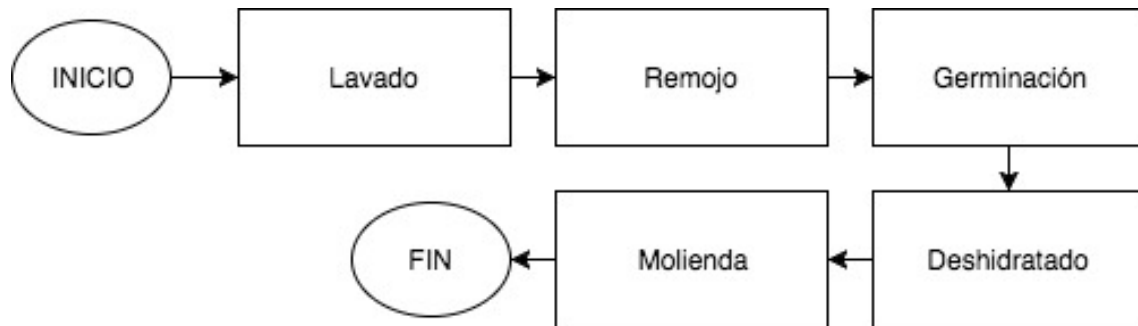 INICIO
Lavado
Remojo
Germinación
Deshidratado
Molienda
FIN